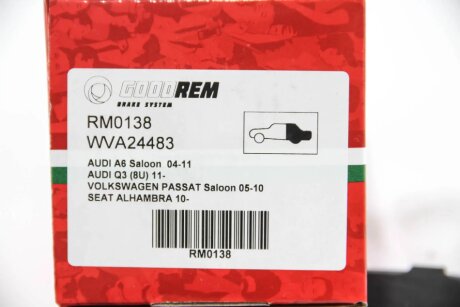 GOODREM
BRAKE SYSTEM
RM0138
WVA24483
AUDI A6 Saloon 04-11
AUDI Q3 (8U) 11-
VOLKSWAGEN PASSAT Saloon 05-10
SEAT ALHAMBRA 10-
RM0138